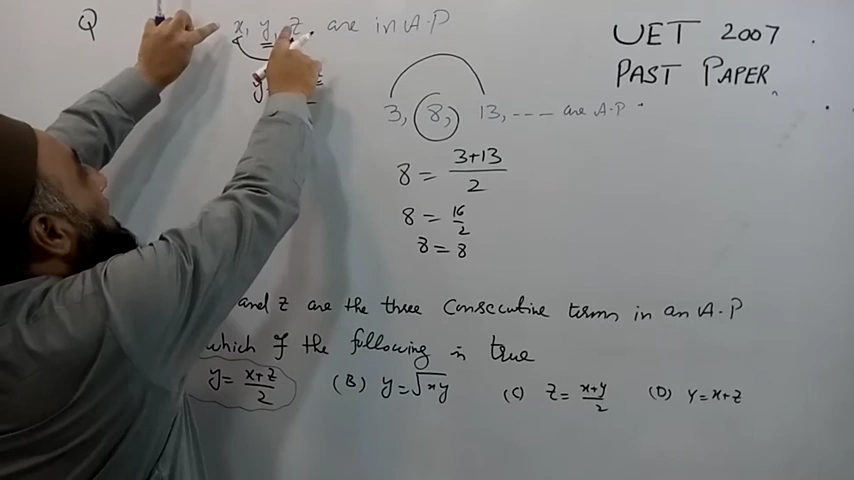 Q x, y, z are in A.P
UET 2007
PAST PAPER
y
3, 8, 13, ---- are A.P
8 = 3+13/2
8 = 16/2
8 = 8
and z are the three Consecutive terms in an A.P
which of the following is true
y = x+z/2 (B) y = √xy (C) z = x+y/2 (D) y = x+z